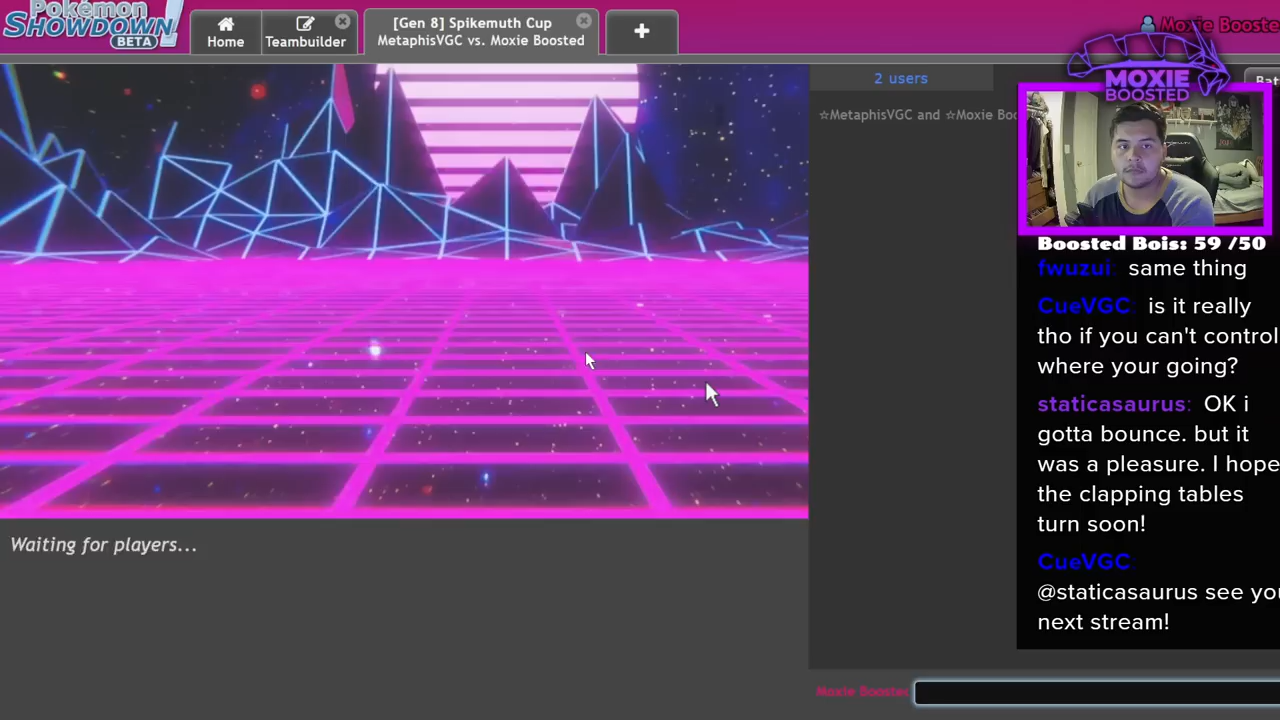 Pokémon
SHOWDOWN!
BETA
Home
Teambuilder
[Gen 8] Spikemuth Cup
MetaphisVGC vs. Moxie Boosted
Moxie Booste
2 users
Bat
☆MetaphisVGC and ☆Moxie Boo
MOXIE
BOOSTED
Boosted Bois: 59 /50
fwuzui: same thing
CueVGC: is it really
tho if you can't control
where your going?
staticasaurus: OK i
gotta bounce. but it
was a pleasure. I hope
the clapping tables
turn soon!
CueVGC:
@staticasaurus see you
next stream!
Waiting for players...
Moxie Boosted